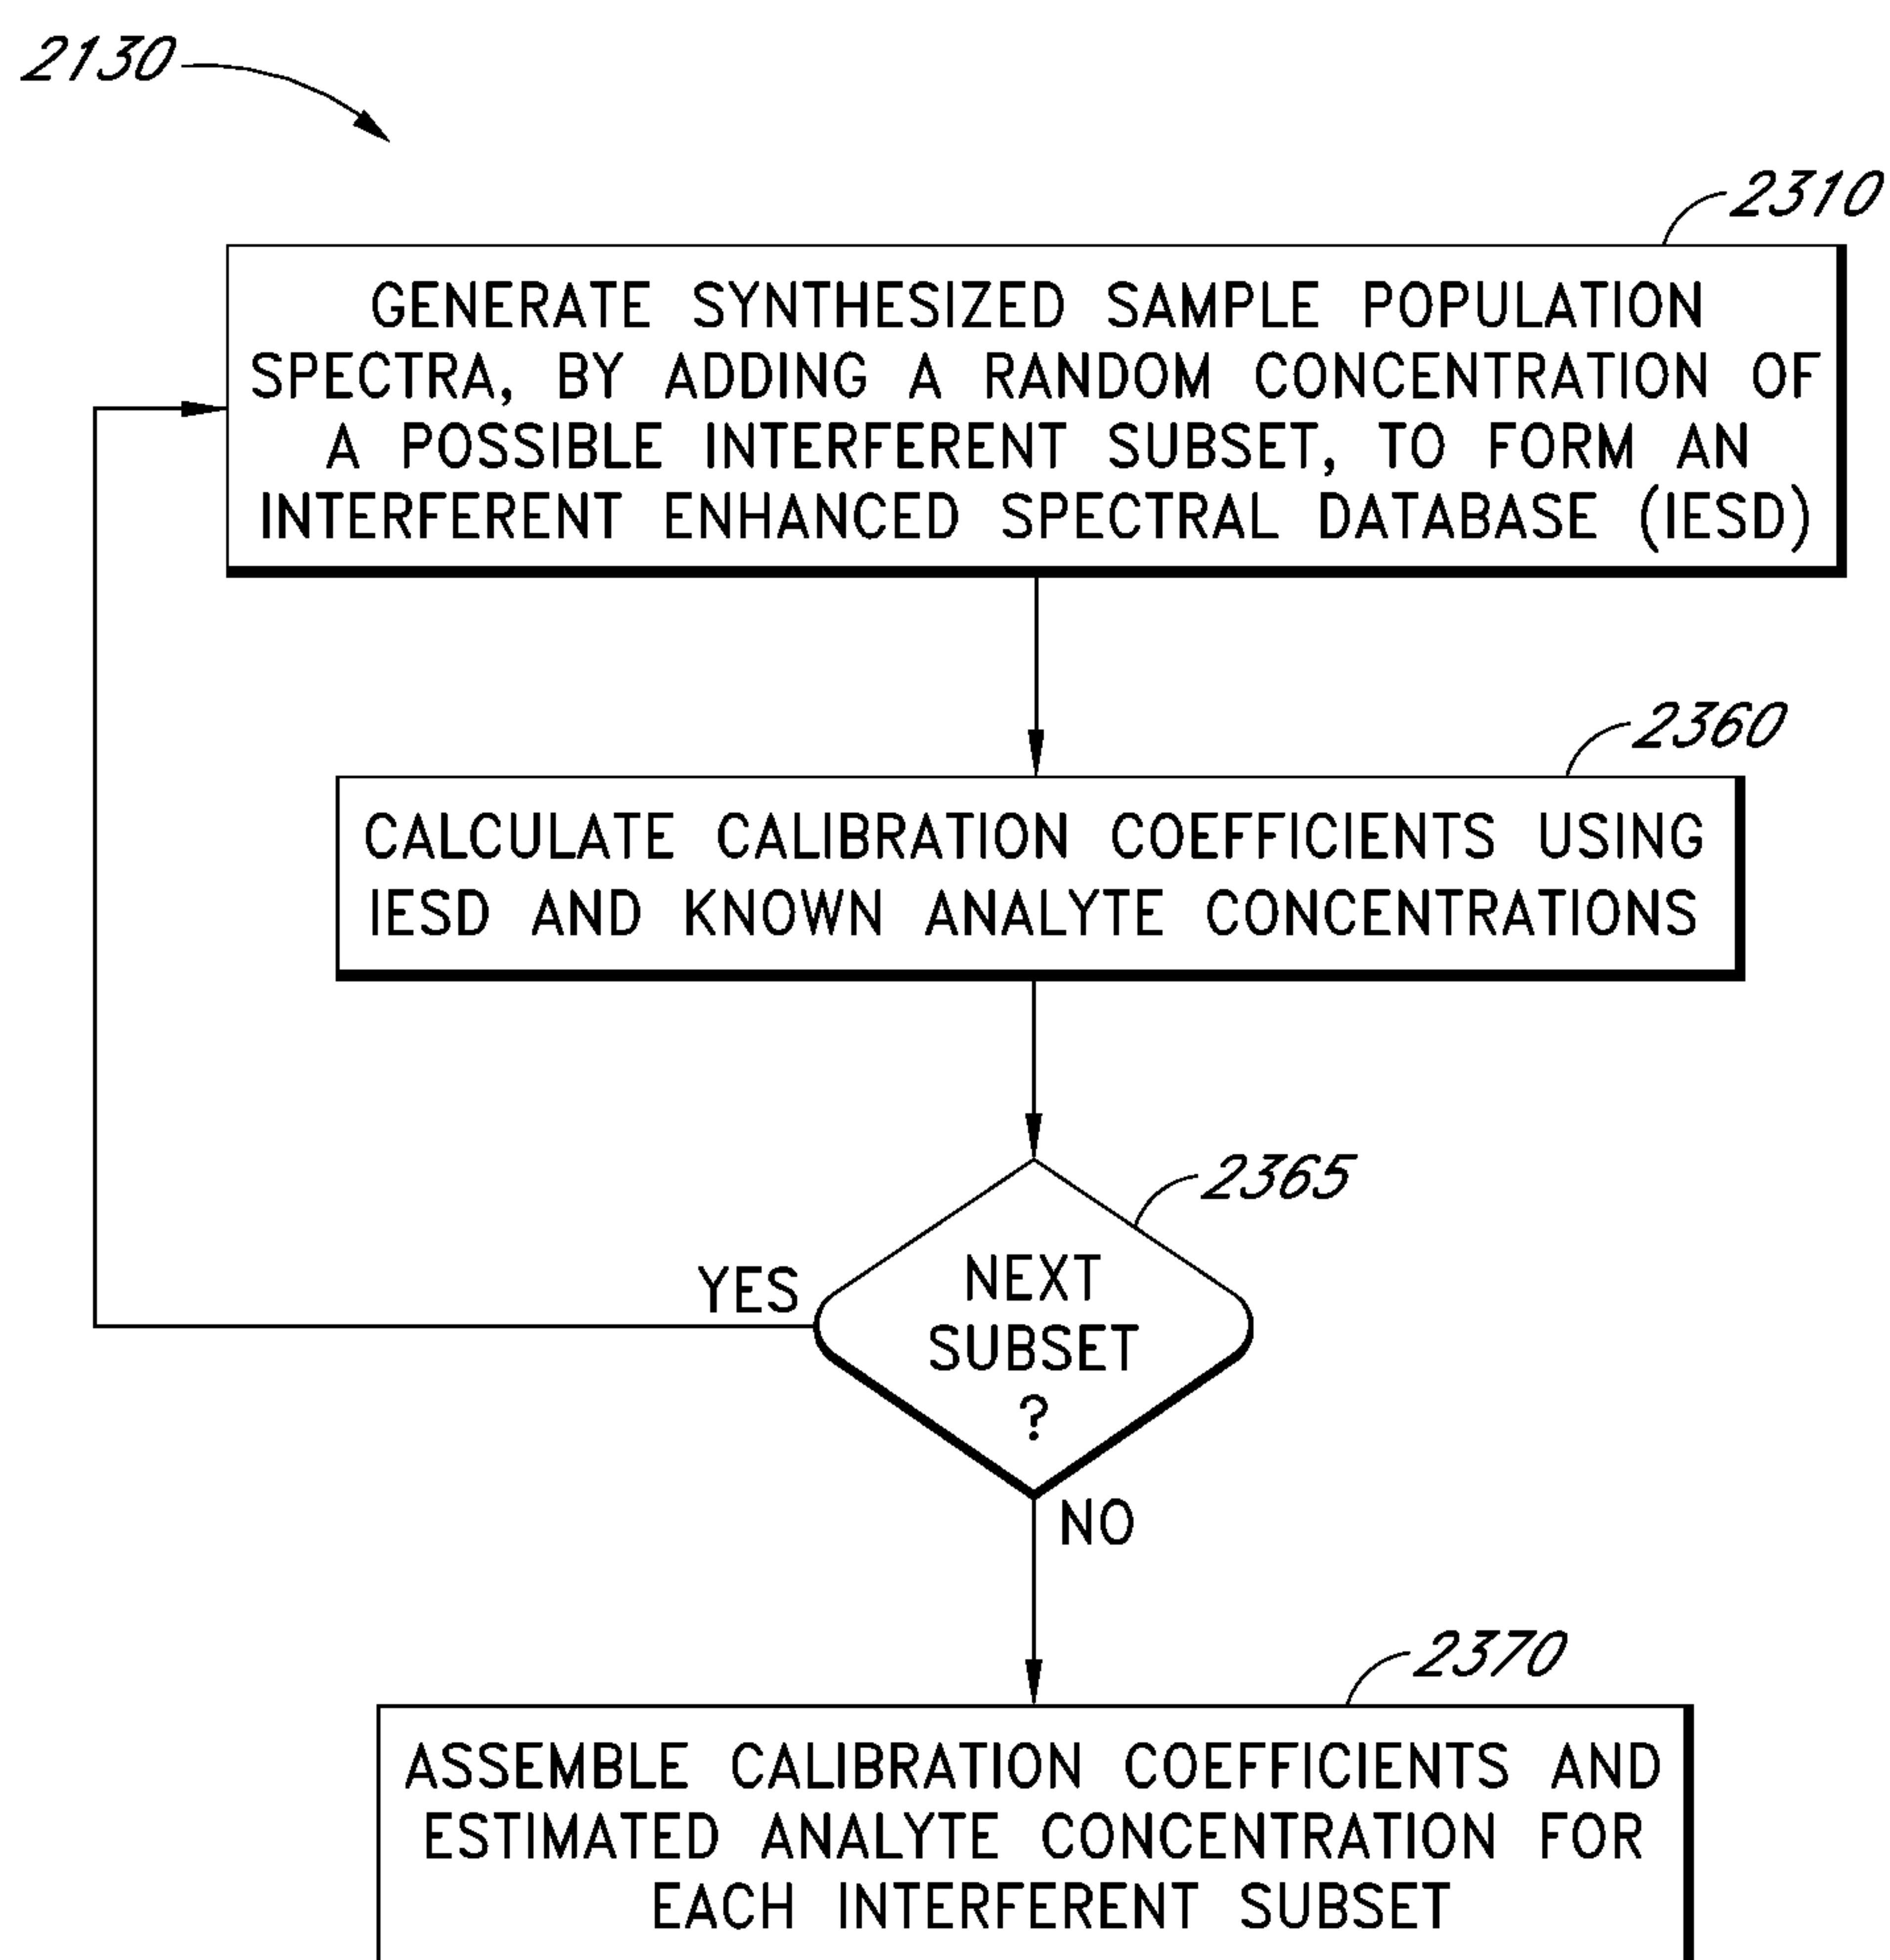 2130
2310
GENERATE SYNTHESIZED SAMPLE POPULATION
SPECTRA, BY ADDING A RANDOM CONCENTRATION OF
A POSSIBLE INTERFERENT SUBSET, TO FORM AN
INTERFERENT ENHANCED SPECTRAL DATABASE (IESD)
2360
CALCULATE CALIBRATION COEFFICIENTS USING
IESD AND KNOWN ANALYTE CONCENTRATIONS
2365
YES
NEXT
SUBSET
?
NO
2370
ASSEMBLE CALIBRATION COEFFICIENTS AND
ESTIMATED ANALYTE CONCENTRATION FOR
EACH INTERFERENT SUBSET